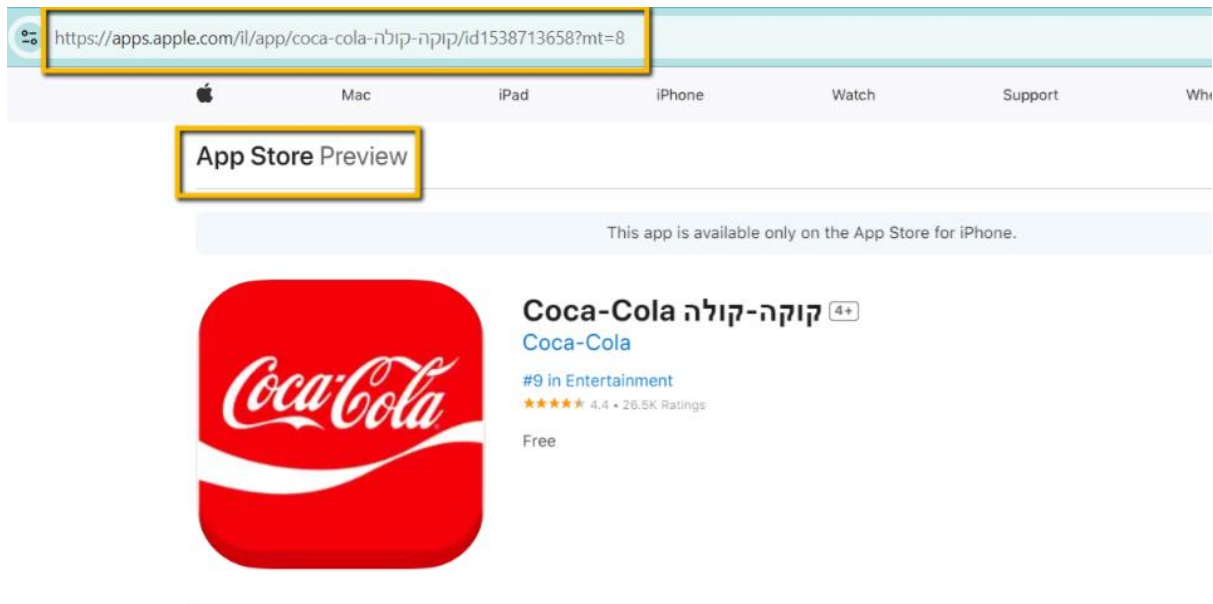 https://apps.apple.com/il/app/coca-cola-קוקה-קולה/id1538713658?mt=8
Mac iPad iPhone Watch Support
App Store Preview
This app is available only on the App Store for iPhone.
Coca-Cola קוקה-קולה 4+
Coca-Cola
#9 in Entertainment
4.4 • 26.5K Ratings
Free
Coca-Cola